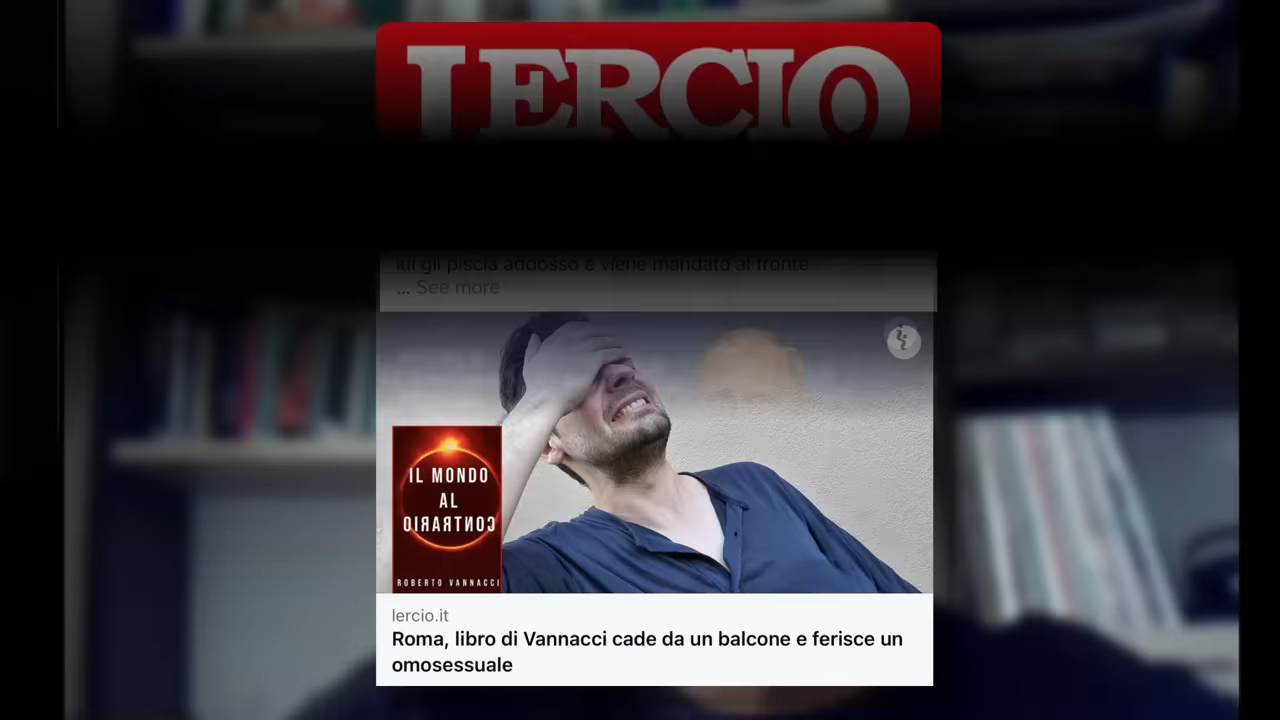 LERCIO
lui gli piscia addosso e viene mandato al fronte
... See more
IL MONDO
AL
CONTRARIO
ROBERTO VANNACCI
lercio.it
Roma, libro di Vannacci cade da un balcone e ferisce un
omosessuale